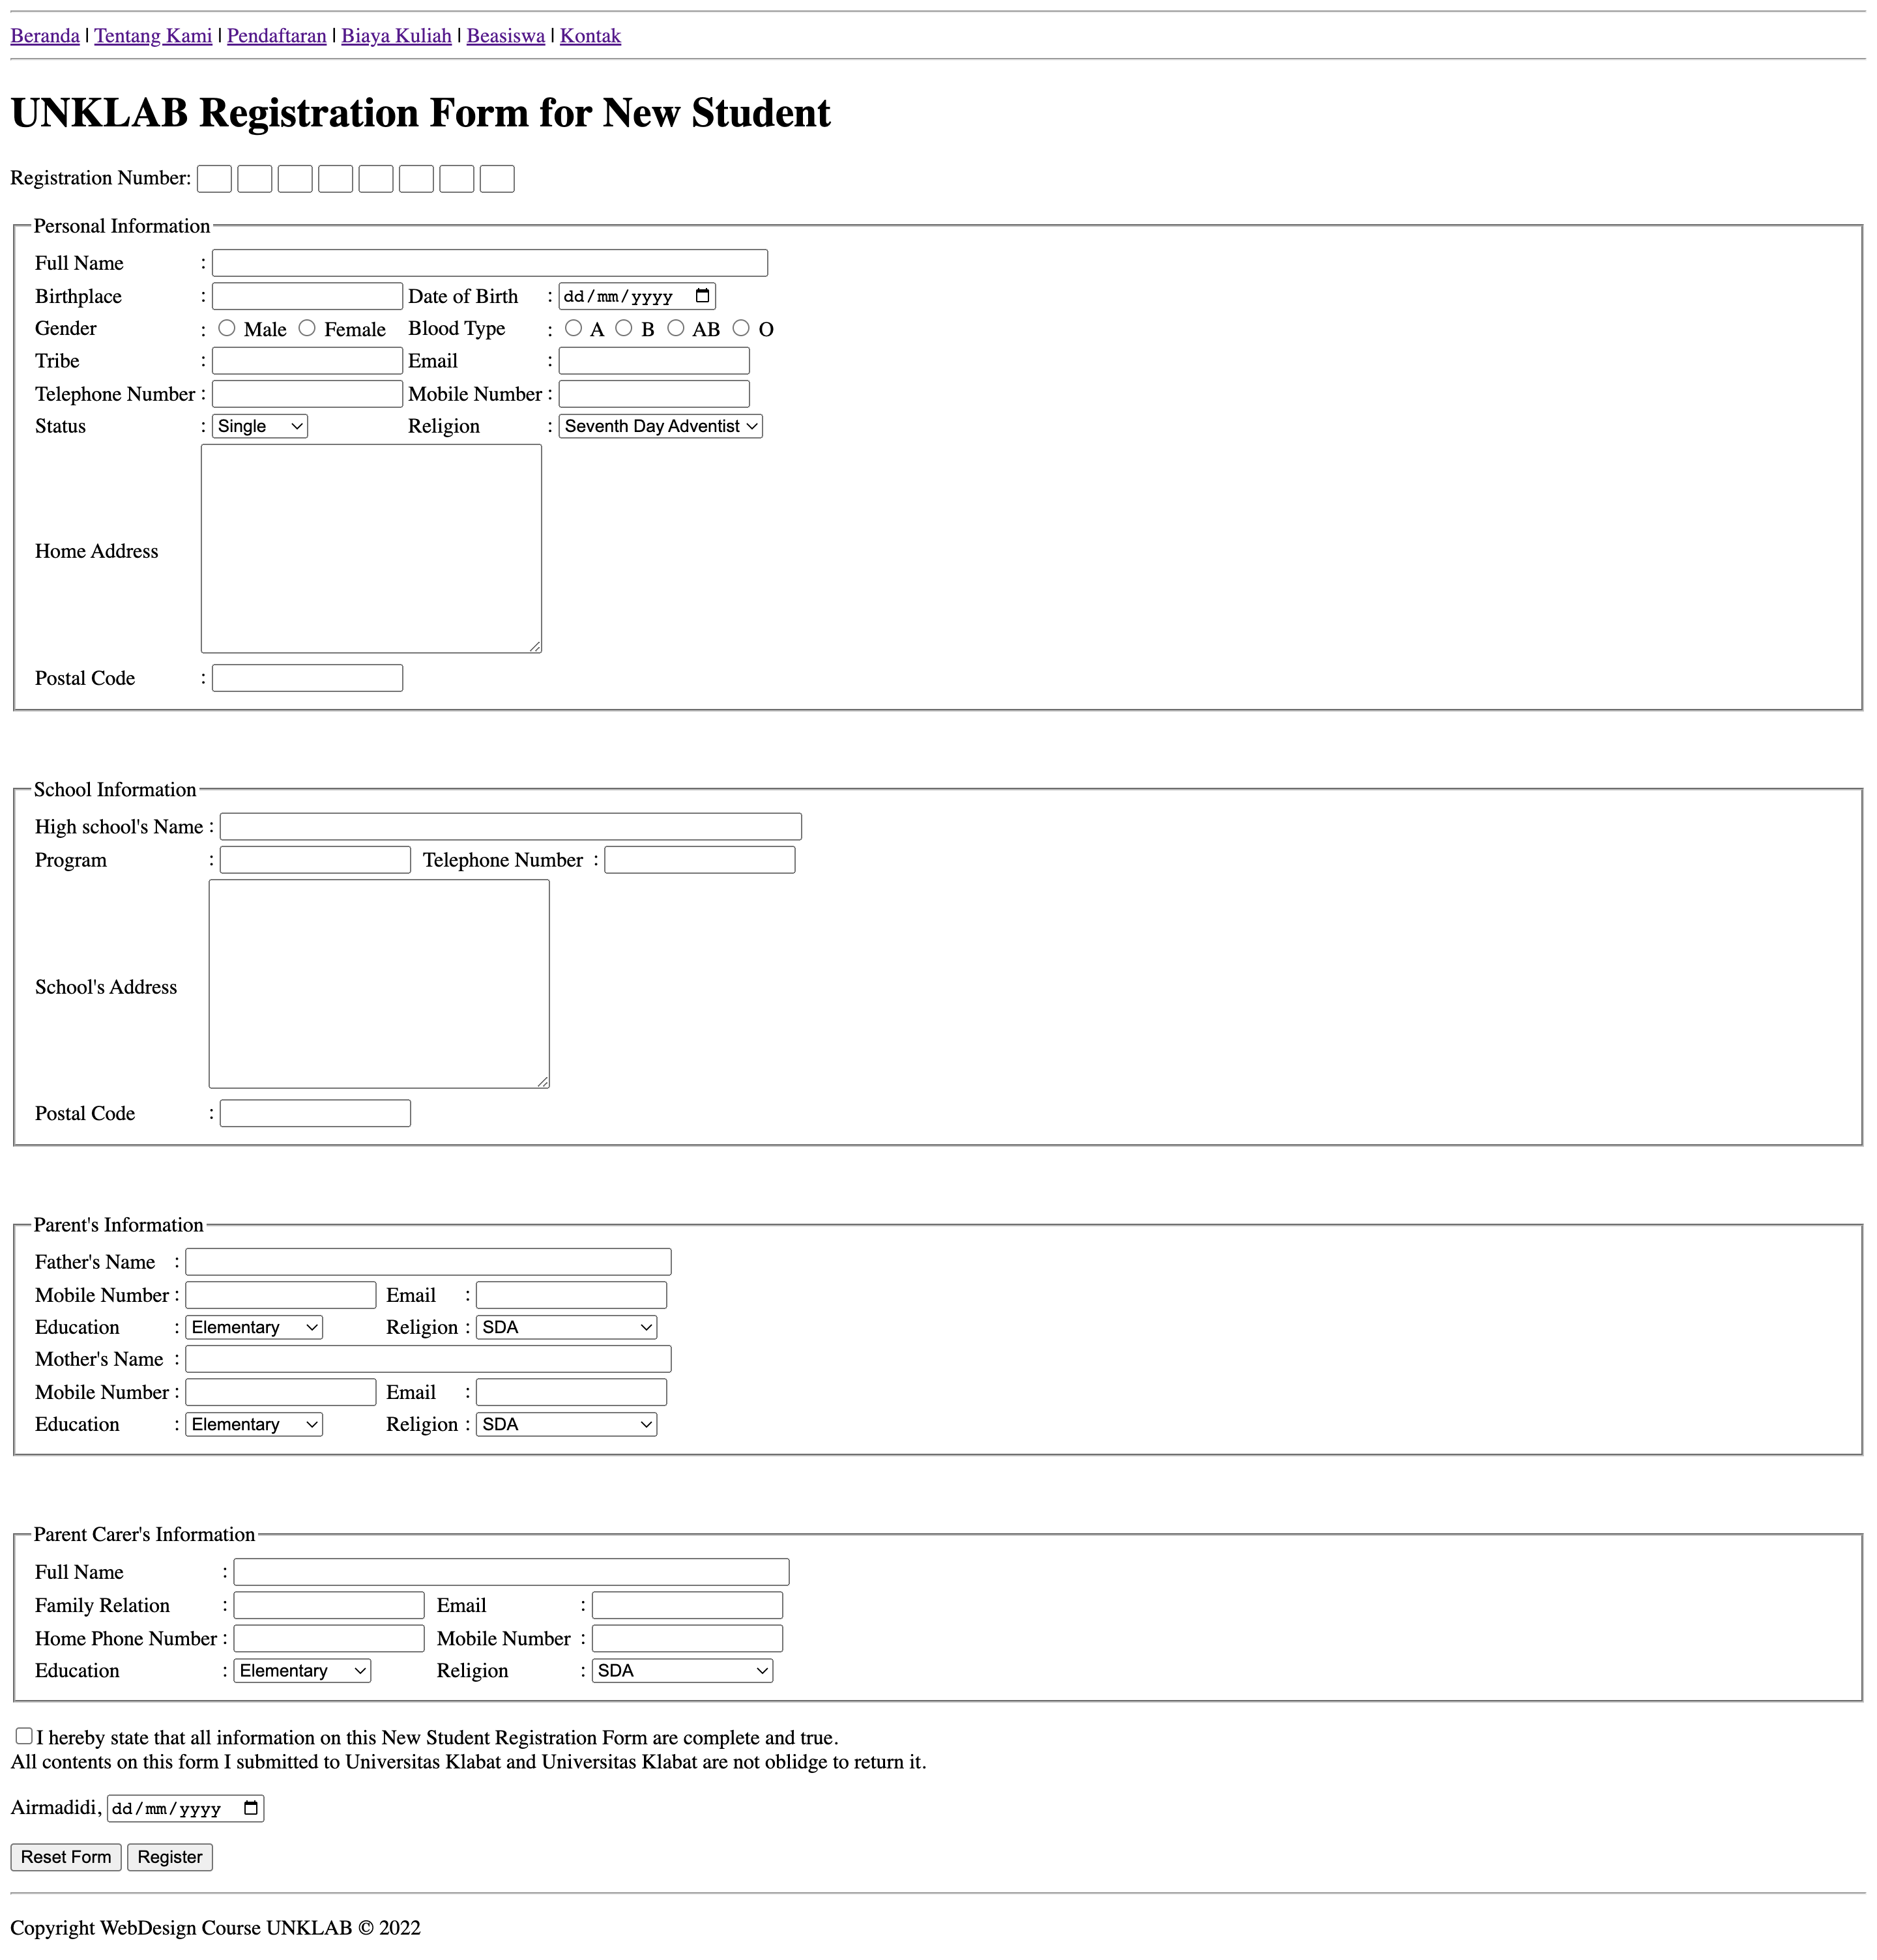 Beranda | Tentang Kami | Pendaftaran | Biaya Kuliah | Beasiswa | Kontak
UNKLAB Registration Form for New Student
Registration Number:
Personal Information
Full Name :
Birthplace : Date of Birth : dd/mm/yyyy
Gender : Male Female Blood Type : A B AB O
Tribe : Email :
Telephone Number : Mobile Number :
Status : Single Religion : Seventh Day Adventist
Home Address
Postal Code :
School Information
High school's Name :
Program : Telephone Number :
School's Address
Postal Code :
Parent's Information
Father's Name :
Mobile Number : Email :
Education : Elementary Religion : SDA
Mother's Name :
Mobile Number : Email :
Education : Elementary Religion : SDA
Parent Carer's Information
Full Name :
Family Relation : Email :
Home Phone Number : Mobile Number :
Education : Elementary Religion : SDA
I hereby state that all information on this New Student Registration Form are complete and true.
All contents on this form I submitted to Universitas Klabat and Universitas Klabat are not oblidge to return it.
Airmadidi, dd/mm/yyyy
Reset Form Register
Copyright WebDesign Course UNKLAB © 2022